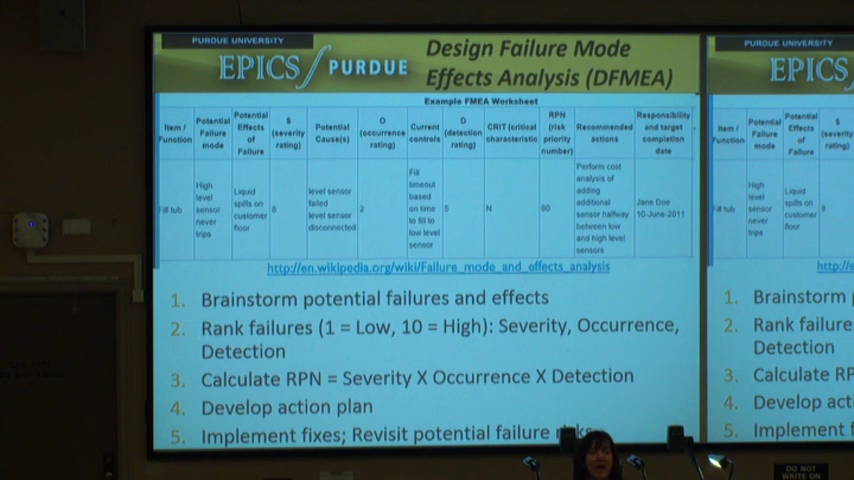 PURDUE UNIVERSITY
EPICS PURDUE
Design Failure Mode
Effects Analysis (DFMEA)
Example FMEA Worksheet
Item / Function
Potential Failure mode
Potential Effects of Failure
S (severity rating)
Potential Cause(s)
O (occurrence rating)
Current controls
D (detection rating)
CRIT (critical characteristic
RPN (risk priority number)
Recommended actions
Responsibility and target completion date
Fill tub
High level sensor never trips
Liquid spills on customer floor
level sensor failed
level sensor disconnected
2
Fill timeout based on time to fill to low level sensor
5
N
Perform cost analysis of adding additional sensor halfway between low and high level sensors
Jane Doe
10-June-2011
http://en.wikipedia.org/wiki/Failure_mode_and_effects_analysis
1. Brainstorm potential failures and effects
2. Rank failures (1 = Low, 10 = High): Severity, Occurrence,
Detection
3. Calculate RPN = Severity X Occurrence X Detection
4. Develop action plan
5. Implement fixes; Revisit potential failure
PURDUE UNIVERSITY
EPICS
Item / Function
Potential Failure mode
Potential Effects of Failure
S (severity rating)
Fill tub
High level sensor never trips
Liquid spills on customer floor
http://e
1. Brainstorm
2. Rank failure
Detection
3. Calculate RP
4. Develop act
5. Implement f
DO NOT
WRITE ON